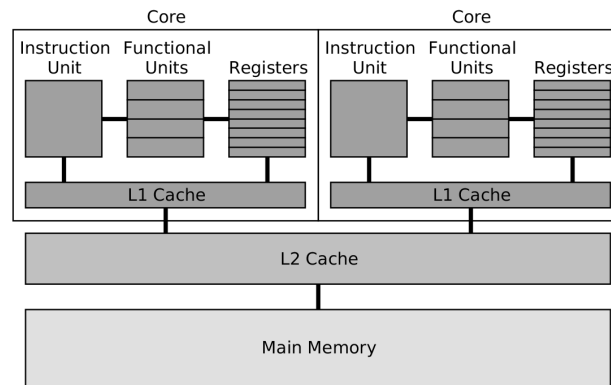 Core
Core
Instruction
Unit
Functional
Units
Registers
Instruction
Unit
Functional
Units
Registers
L1 Cache
L1 Cache
L2 Cache
Main Memory